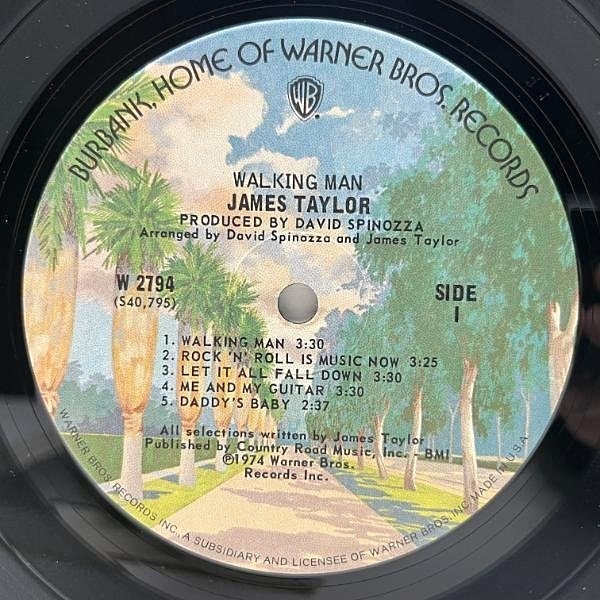 BURBANK, HOME OF WARNER BROS. RECORDS
WB
WALKING MAN
JAMES TAYLOR
PRODUCED BY DAVID SPINOZZA
Arranged by David Spinozza and James Taylor
W 2794
(S40,795)
SIDE
1
1. WALKING MAN 3:30
2. ROCK 'N' ROLL IS MUSIC NOW 3:25
3. LET IT ALL FALL DOWN 3:30
4. ME AND MY GUITAR 3:30
5. DADDY'S BABY 2:37
All selections written by James Taylor
Published by Country Road Music, Inc. - BMI
℗©1974 Warner Bros.
Records Inc.
WARNER BROS. RECORDS INC., A SUBSIDIARY AND LICENSEE OF WARNER BROS. INC. MADE IN U.S.A.